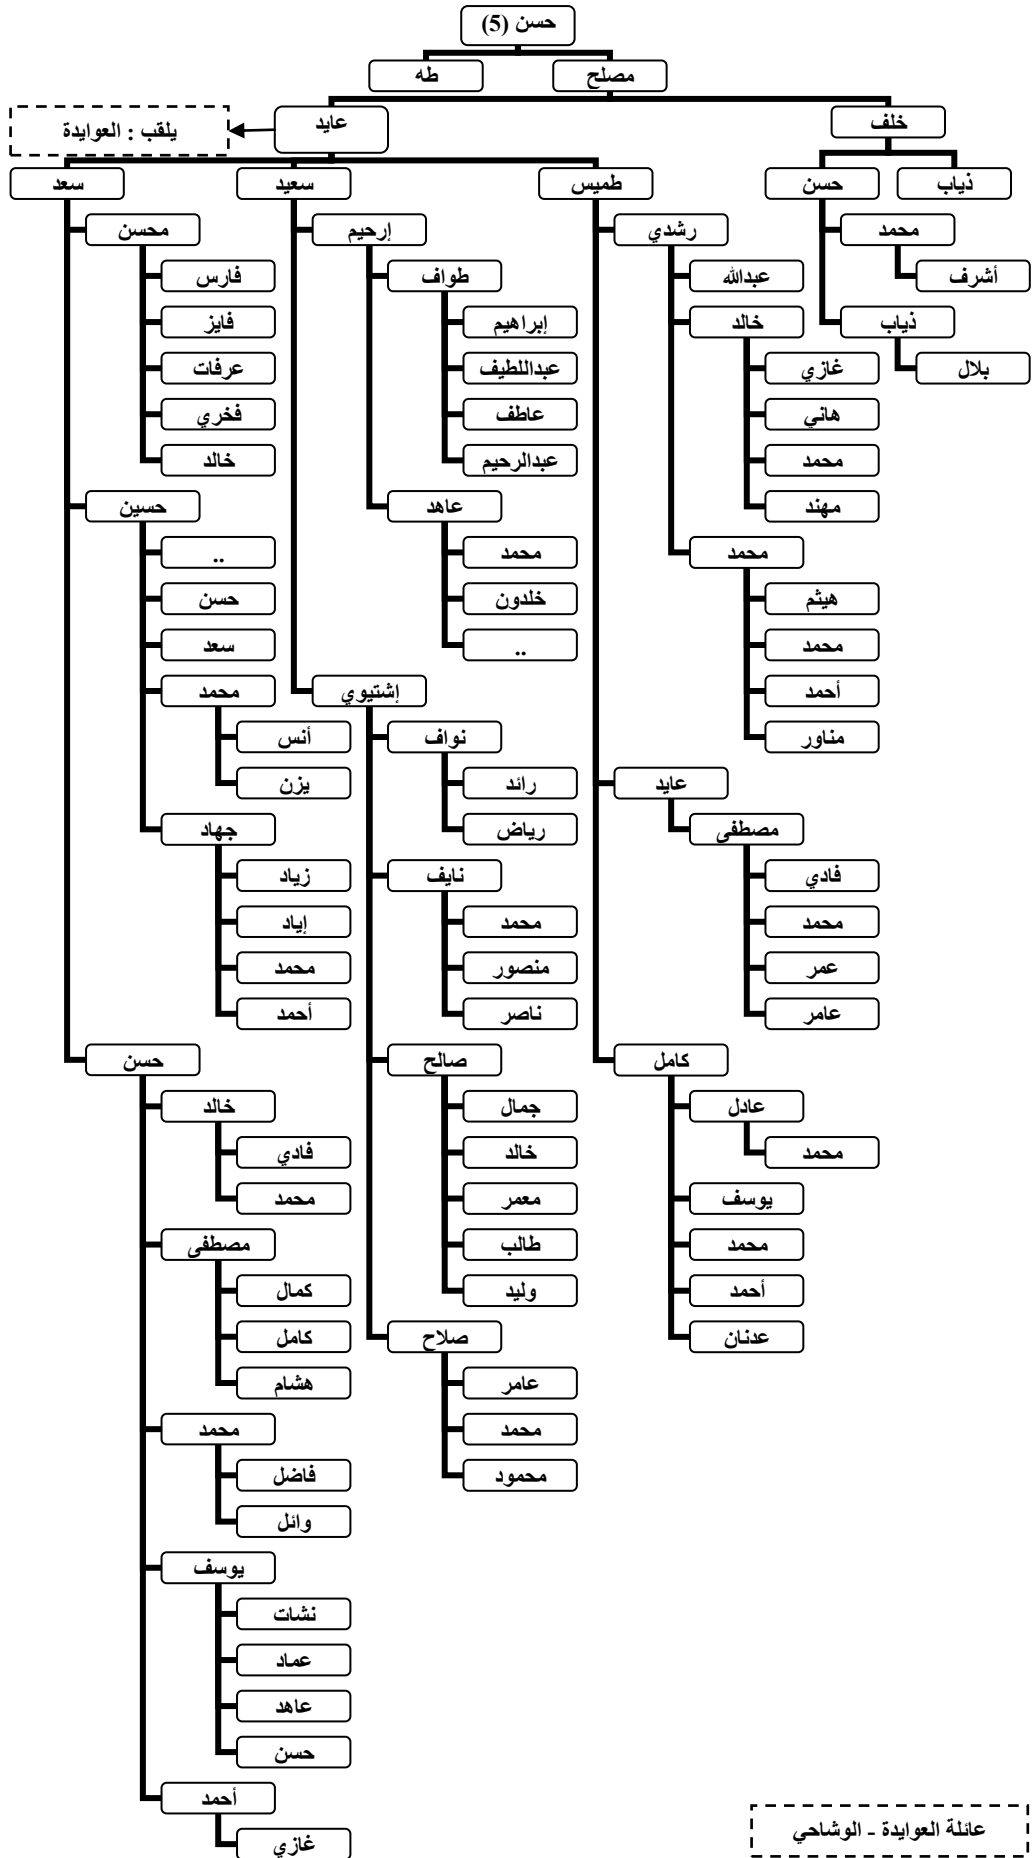 حسن (5)
مصلح
طه
خلف
عايد
يلقب : العوايدة
ذياب
حسن
طميس
سعيد
سعد
محمد
رشدي
إرحيم
محسن
أشرف
عبدالله
طواف
فارس
ذياب
خالد
إبراهيم
فايز
بلال
غازي
عبداللطيف
عرفات
هاني
عاطف
فخري
محمد
عبدالرحيم
خالد
مهند
عاهد
حسين
محمد
محمد
..
هيثم
خلدون
حسن
محمد
..
سعد
أحمد
إشتيوي
محمد
مناور
نواف
أنس
عايد
رائد
يزن
مصطفى
رياض
جهاد
فادي
نايف
زياد
محمد
محمد
إياد
عمر
منصور
محمد
عامر
ناصر
أحمد
كامل
صالح
حسن
عادل
جمال
خالد
محمد
خالد
فادي
يوسف
معمر
محمد
محمد
طالب
مصطفى
أحمد
وليد
كمال
عدنان
صلاح
كامل
عامر
هشام
محمد
محمد
محمود
فاضل
وائل
يوسف
نشات
عماد
عاهد
حسن
أحمد
عائلة العوايدة - الوشاحي
غازي